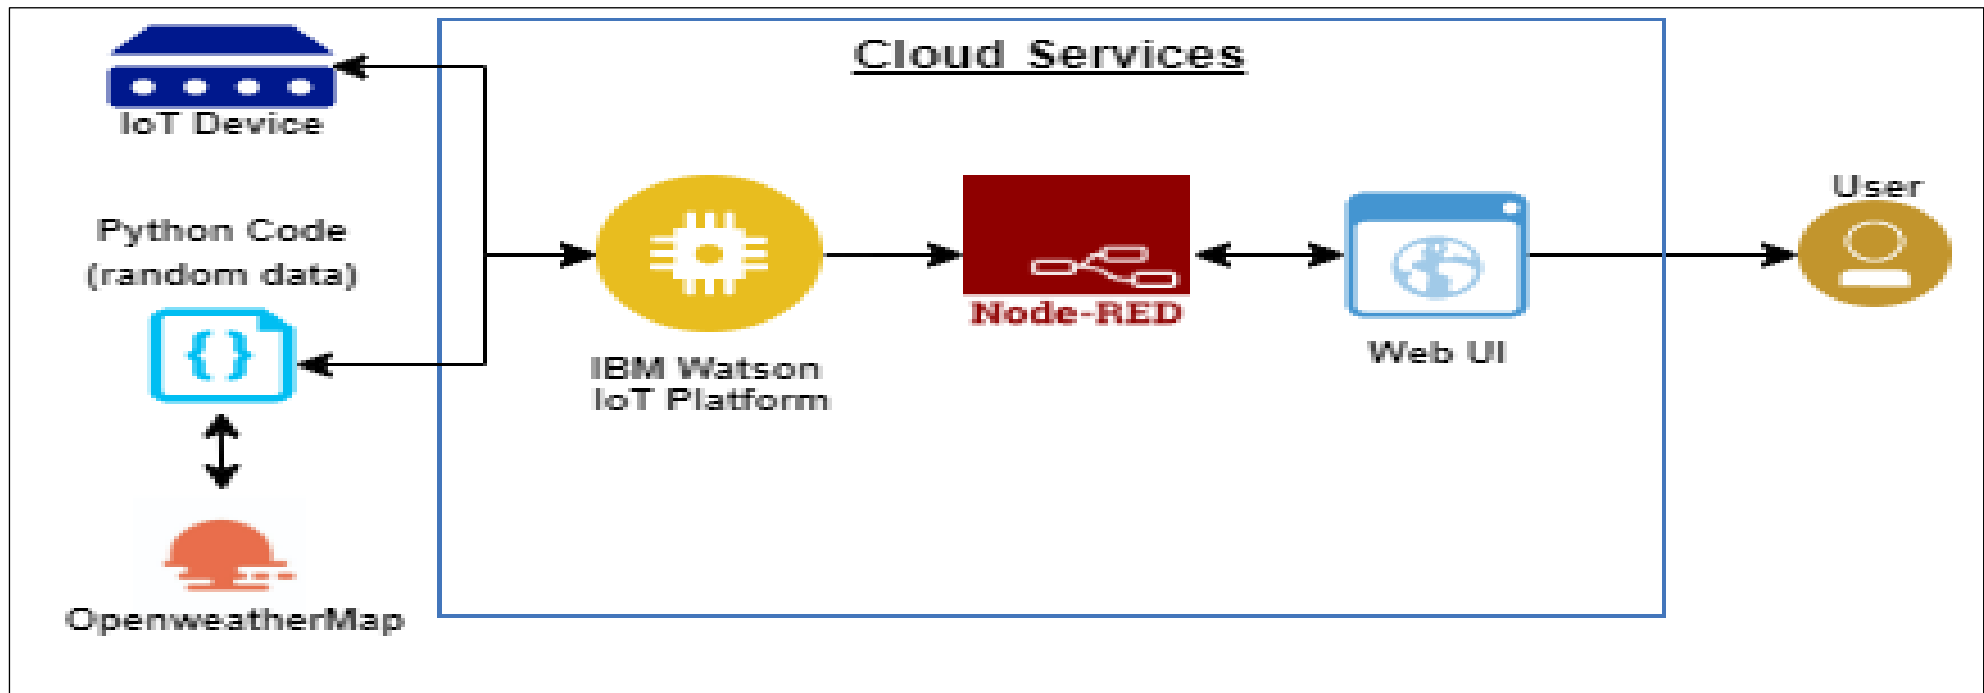 Cloud Services
IoT Device
Python Code
(random data)
OpenweatherMap
IBM Watson
IoT Platform
Node-RED
Web UI
User